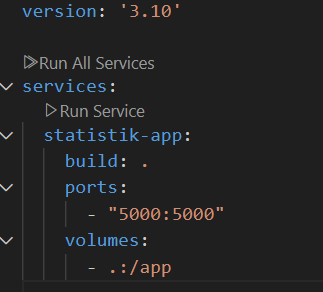 version: '3.10'
Run All Services
services:
Run Service
statistik-app:
build: .
ports:
- "5000:5000"
volumes:
- .:/app